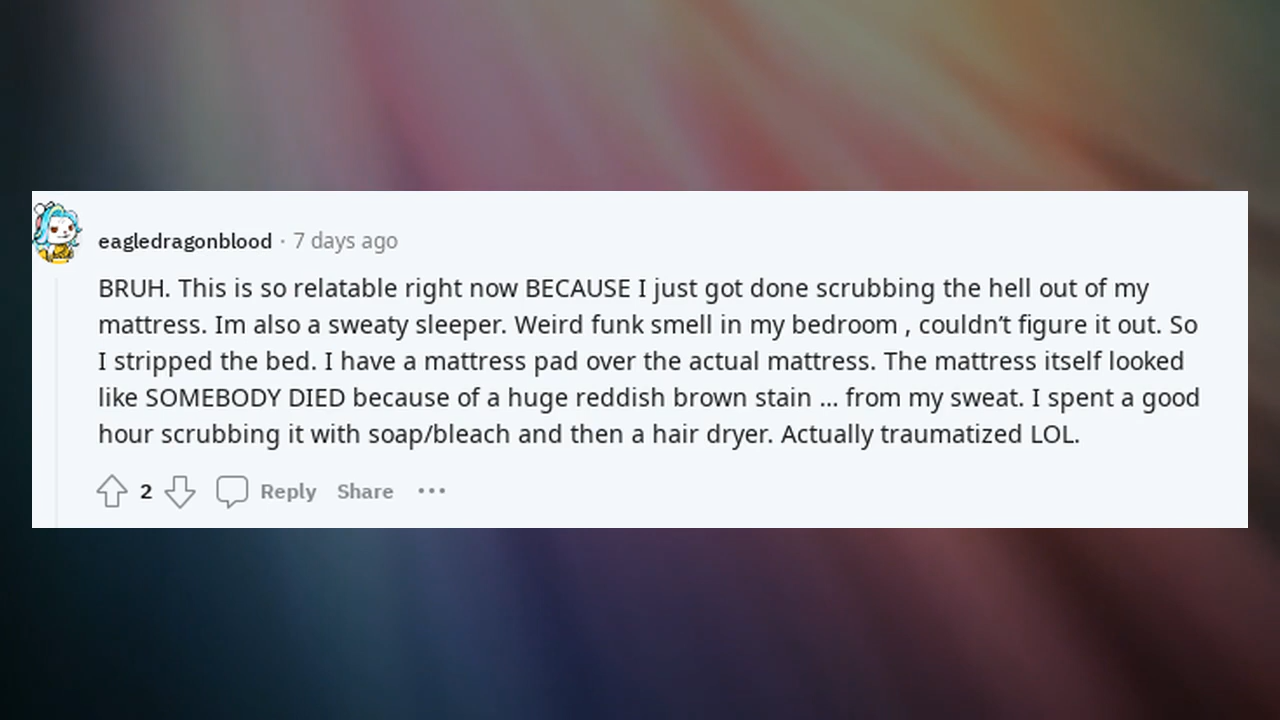 eagledragonblood · 7 days ago
BRUH. This is so relatable right now BECAUSE I just got done scrubbing the hell out of my
mattress. Im also a sweaty sleeper. Weird funk smell in my bedroom , couldn’t figure it out. So
I stripped the bed. I have a mattress pad over the actual mattress. The mattress itself looked
like SOMEBODY DIED because of a huge reddish brown stain ... from my sweat. I spent a good
hour scrubbing it with soap/bleach and then a hair dryer. Actually traumatized LOL.
2 Reply Share ···